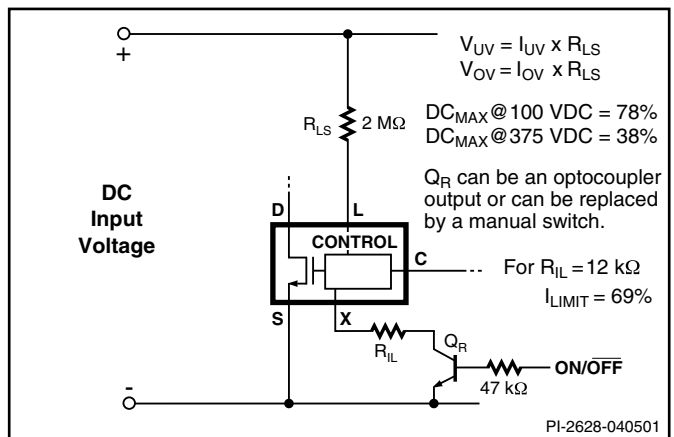 +
V_UV = I_UV x R_LS
V_OV = I_OV x R_LS
DC_MAX@100 VDC = 78%
DC_MAX@375 VDC = 38%
R_LS 2 MΩ
Q_R can be an optocoupler
output or can be replaced
by a manual switch.
DC
Input
Voltage
D L
CONTROL
C
For R_IL = 12 kΩ
I_LIMIT = 69%
S X
R_IL
Q_R
47 kΩ
ON/O̅F̅F̅
-
PI-2628-040501